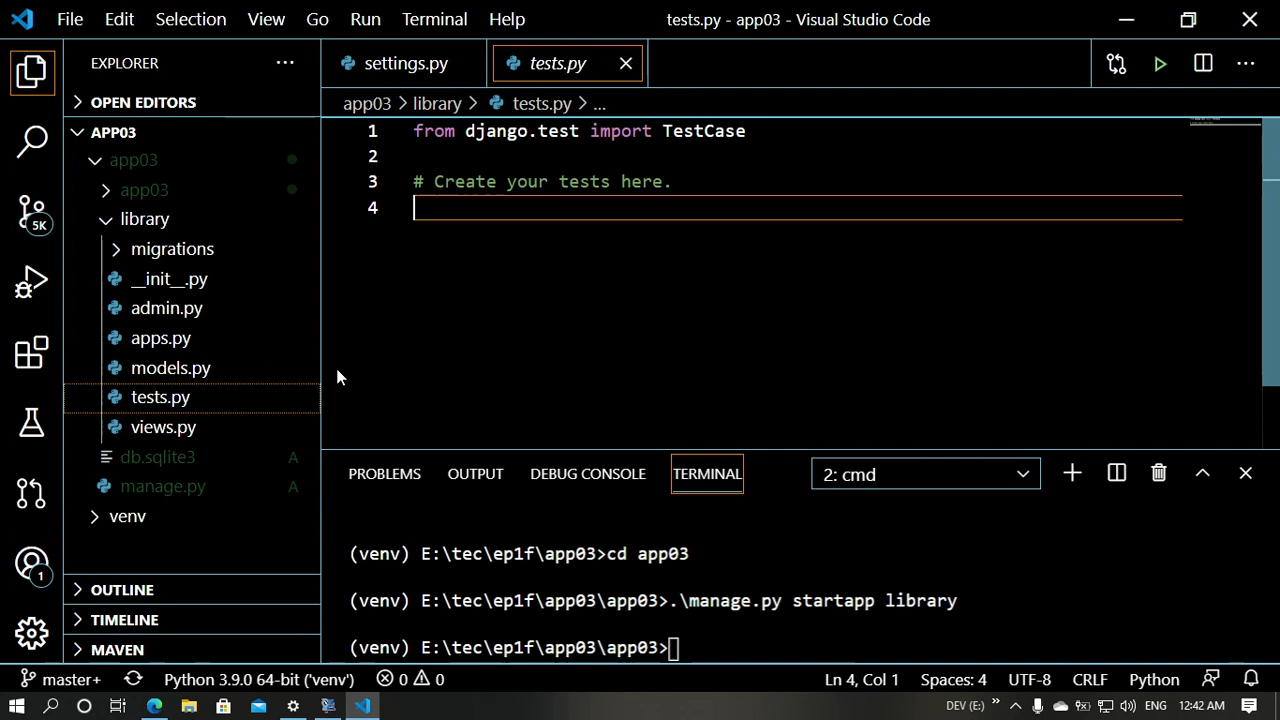 File Edit Selection View Go Run Terminal Help tests.py - app03 - Visual Studio Code
EXPLORER
OPEN EDITORS
APP03
app03
app03
library
migrations
__init__.py
admin.py
apps.py
models.py
tests.py
views.py
db.sqlite3 A
manage.py A
venv
OUTLINE
TIMELINE
MAVEN
5K
1
settings.py tests.py
app03 > library > tests.py > ...
1 from django.test import TestCase
2
3 # Create your tests here.
4
PROBLEMS OUTPUT DEBUG CONSOLE TERMINAL 2: cmd
(venv) E:\tec\ep1f\app03>cd app03
(venv) E:\tec\ep1f\app03\app03>.\manage.py startapp library
(venv) E:\tec\ep1f\app03\app03>
master+ Python 3.9.0 64-bit ('venv') 0 0 Ln 4, Col 1 Spaces: 4 UTF-8 CRLF Python
DEV (E:) ENG 12:42 AM